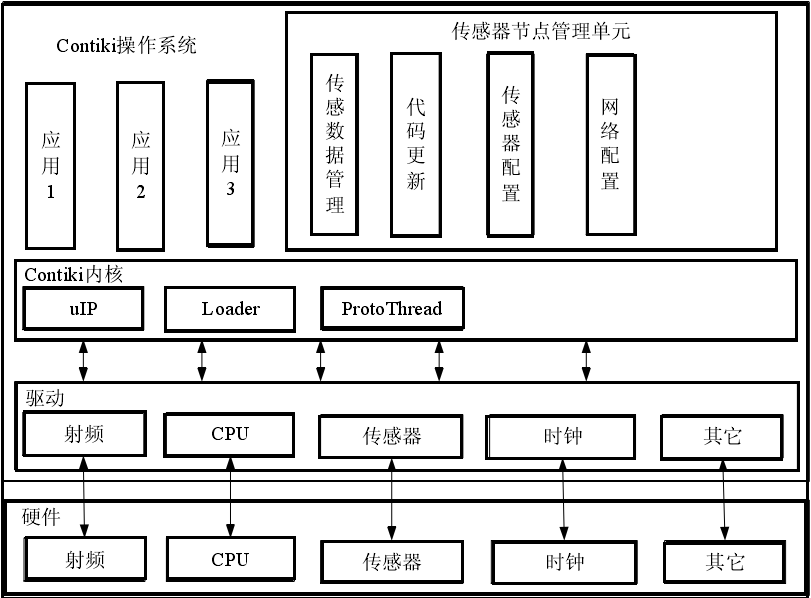 Contiki操作系统
传感器节点管理单元
应用1
应用2
应用3
传感数据管理
代码更新
传感器配置
网络配置
Contiki内核
uIP
Loader
ProtoThread
驱动
射频
CPU
传感器
时钟
其它
硬件
射频
CPU
传感器
时钟
其它